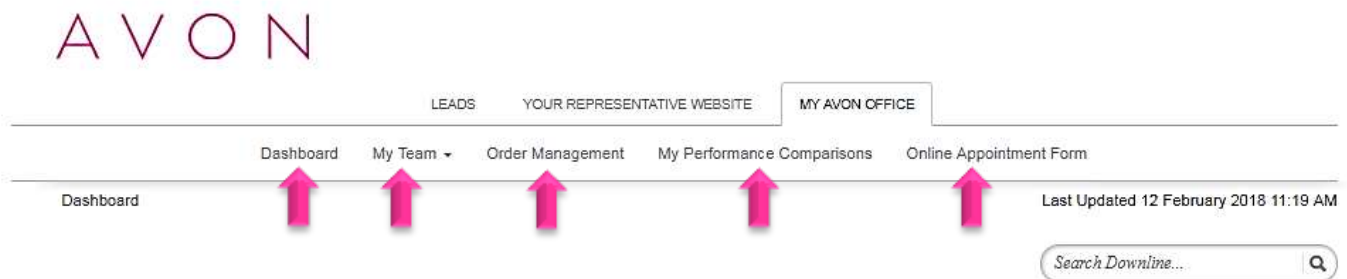 AVON
LEADS YOUR REPRESENTATIVE WEBSITE MY AVON OFFICE
Dashboard My Team Order Management My Performance Comparisons Online Appointment Form
Dashboard Last Updated 12 February 2018 11:19 AM
Search Downline...